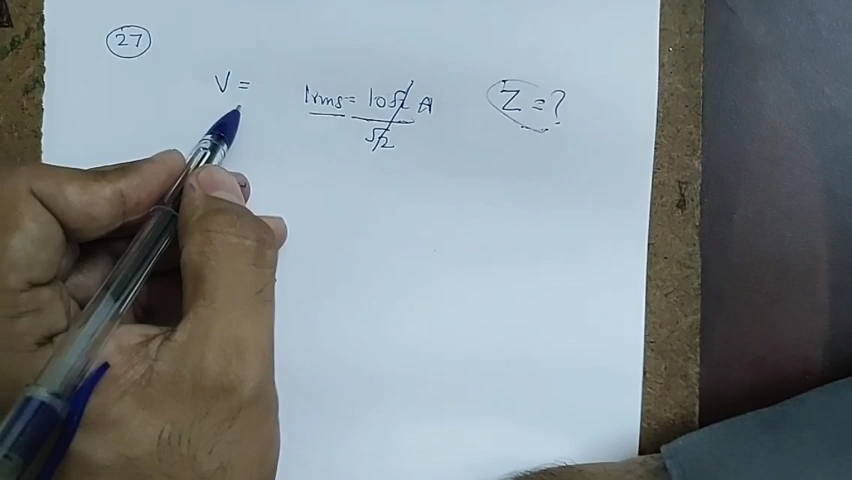 27
V = Irms = 10√2 A Z = ?
√2